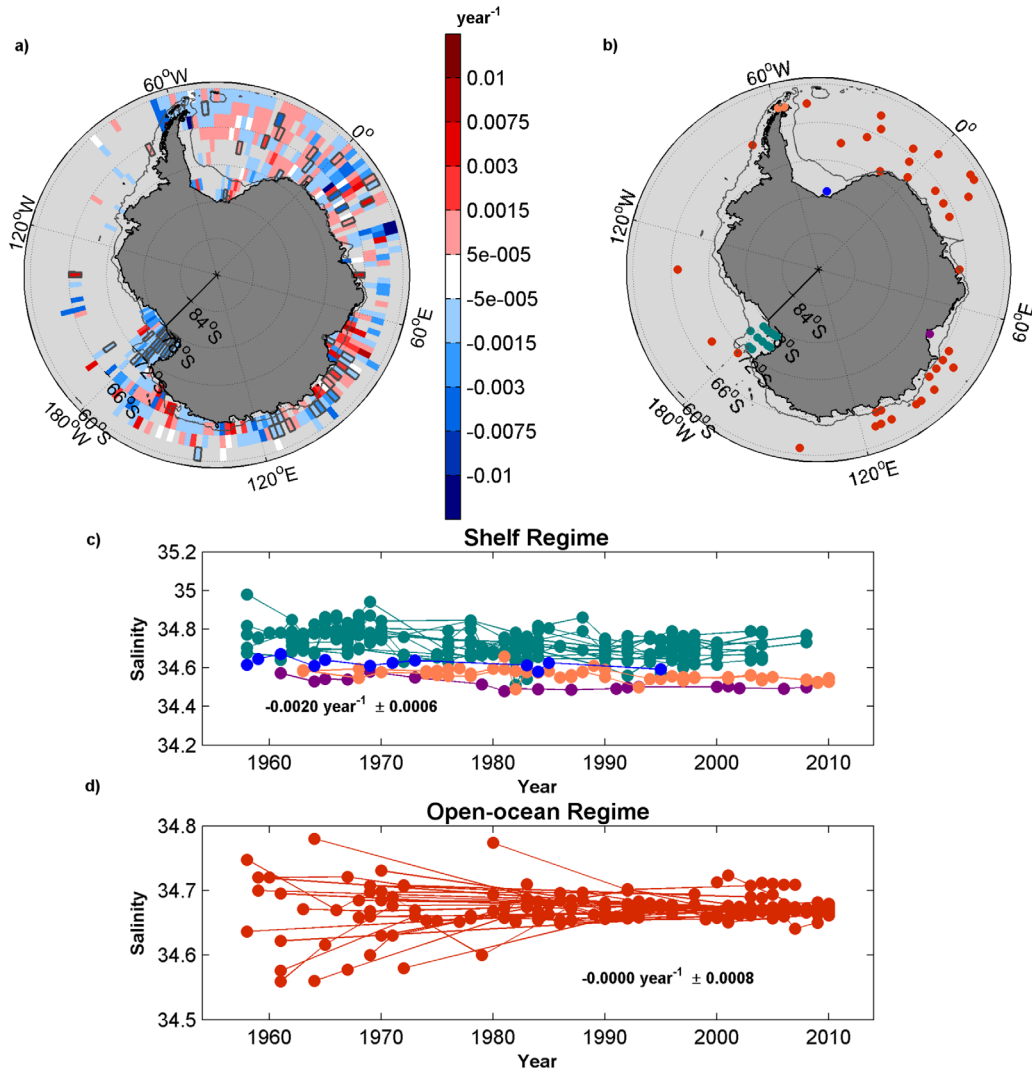 year⁻¹
a)
b)
60°W
0°
60°E
120°E
180°W
120°W
84°S
66°S
60°S
0.01
0.0075
0.003
0.0015
5e-005
-5e-005
-0.0015
-0.003
-0.0075
-0.01
60°W
0°
60°E
120°E
180°W
120°W
84°S
66°S
60°S
c)
Shelf Regime
35.2
35
34.8
34.6
34.4
34.2
Salinity
-0.0020 year⁻¹ ± 0.0006
1960
1970
1980
1990
2000
2010
Year
d)
Open-ocean Regime
34.8
34.7
34.6
34.5
Salinity
-0.0000 year⁻¹ ± 0.0008
1960
1970
1980
1990
2000
2010
Year